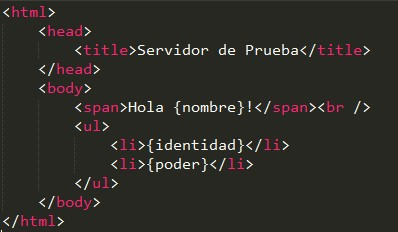 <html>
<head>
<title>Servidor de Prueba</title>
</head>
<body>
<span>Hola {nombre}!</span><br />
<ul>
<li>{identidad}</li>
<li>{poder}</li>
</ul>
</body>
</html>